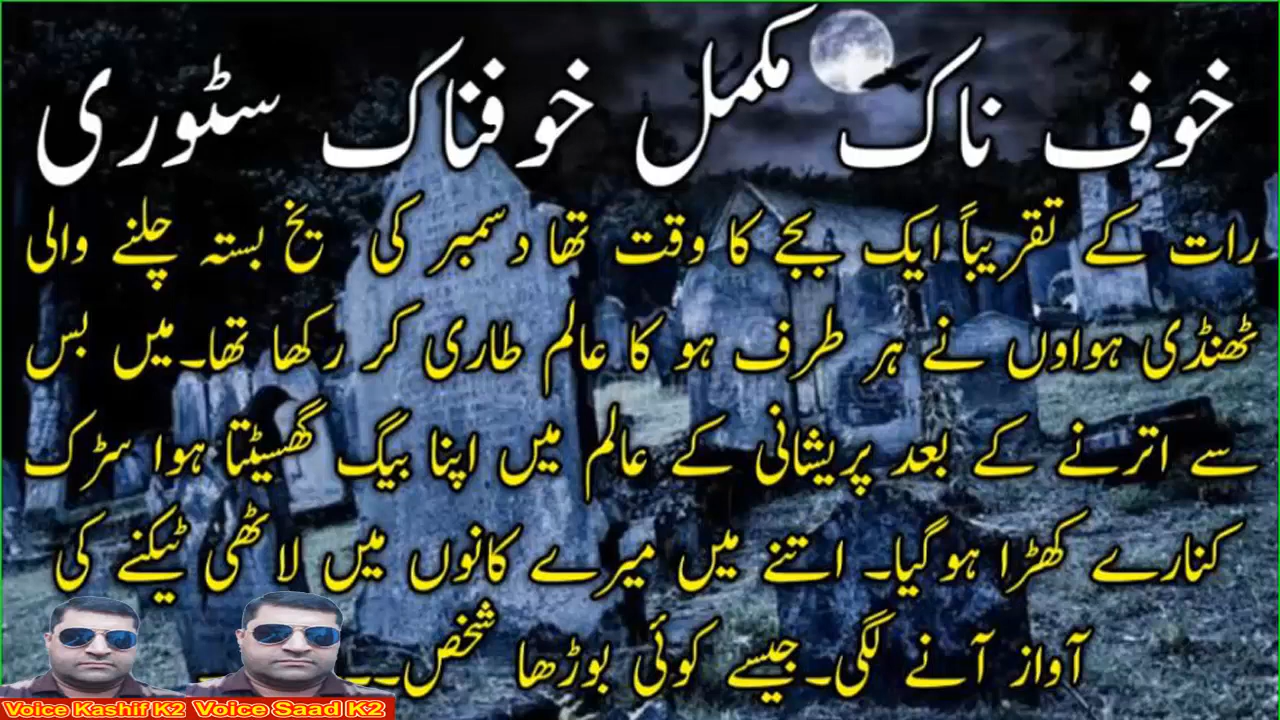 خوف ناک مکمل خوفناک سٹوری
رات کے تقریباً ایک بجے کا وقت تھا دسمبر کی یخ بستہ چلنے والی
ٹھنڈی ہواوں نے ہر طرف ہو کا عالم طاری کر رکھا تھا۔میں بس
سے اترنے کے بعد پریشانی کے عالم میں اپنا بیگ گھسیٹتا ہوا سڑک
کنارے کھڑا ہوگیا۔ اتنے میں میرے کانوں میں لاٹھی ٹیکنے کی
آواز آنے لگی۔جیسے کوئی بوڑھا شخص۔۔۔۔۔۔
Voice Kashif K2 Voice Saad K2